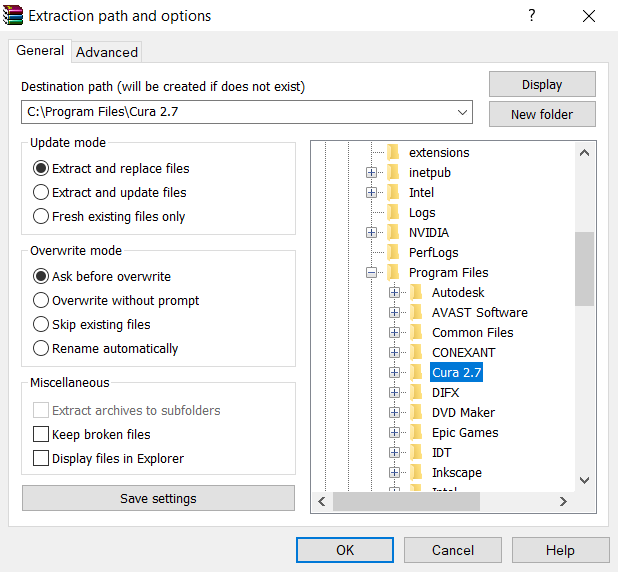 Extraction path and options
General
Advanced
Destination path (will be created if does not exist)
C:\Program Files\Cura 2.7
Display
New folder
Update mode
Extract and replace files
Extract and update files
Fresh existing files only
Overwrite mode
Ask before overwrite
Overwrite without prompt
Skip existing files
Rename automatically
Miscellaneous
Extract archives to subfolders
Keep broken files
Display files in Explorer
Save settings
extensions
inetpub
Intel
Logs
NVIDIA
PerfLogs
Program Files
Autodesk
AVAST Software
Common Files
CONEXANT
Cura 2.7
DIFX
DVD Maker
Epic Games
IDT
Inkscape
OK
Cancel
Help